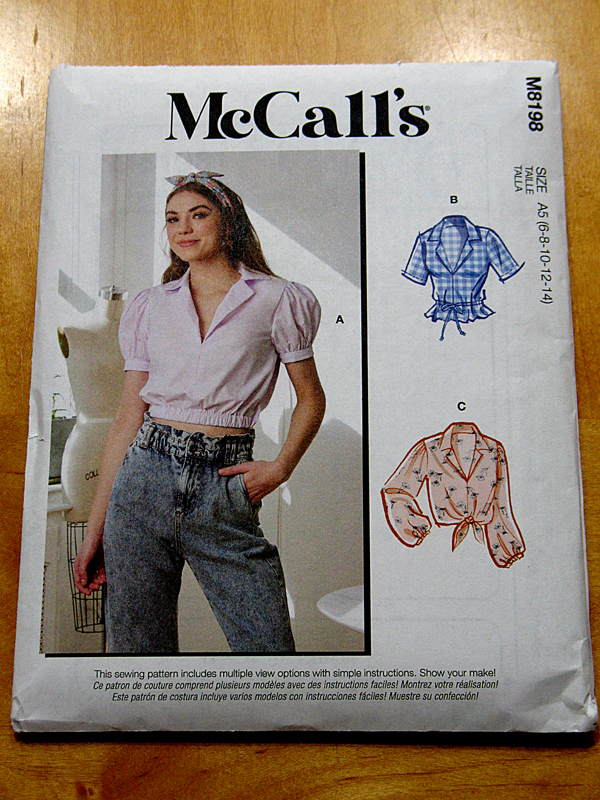 McCall's®
M8198
SIZE A5 (6-8-10-12-14)
TAILLE
TALLA
A
B
C
COLL
This sewing pattern includes multiple view options with simple instructions. Show your make!
Ce patron de couture comprend plusieurs modèles avec des instructions faciles! Montrez votre réalisation!
Este patrón de costura incluye varios modelos con instrucciones fáciles! Muestre su confección!